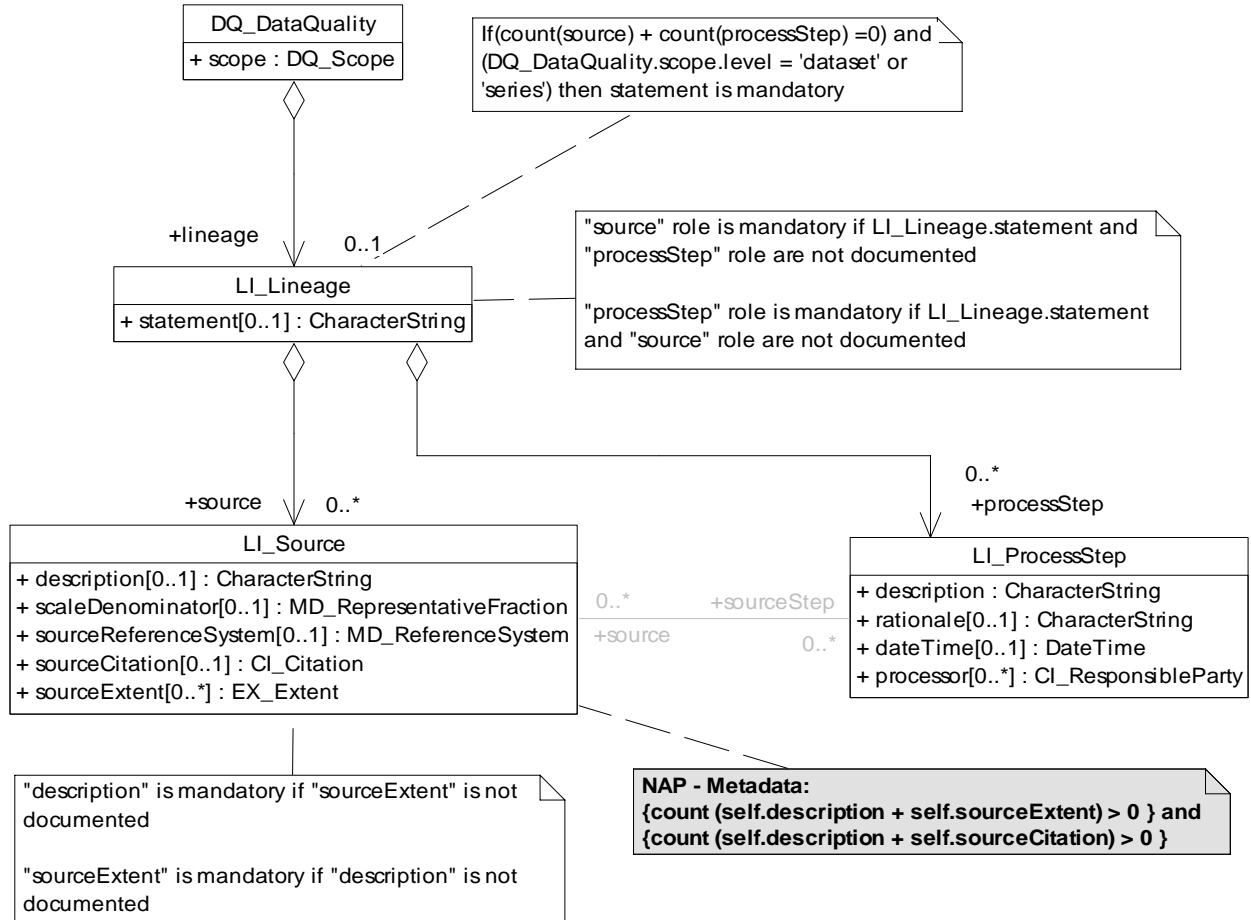 DQ_DataQuality
+ scope : DQ_Scope
If(count(source) + count(processStep) =0) and
(DQ_DataQuality.scope.level = 'dataset' or
'series') then statement is mandatory
+lineage
0..1
"source" role is mandatory if LI_Lineage.statement and
"processStep" role are not documented
"processStep" role is mandatory if LI_Lineage.statement
and "source" role are not documented
LI_Lineage
+ statement[0..1] : CharacterString
+source
0..*
0..*
+processStep
LI_Source
+ description[0..1] : CharacterString
+ scaleDenominator[0..1] : MD_RepresentativeFraction
+ sourceReferenceSystem[0..1] : MD_ReferenceSystem
+ sourceCitation[0..1] : CI_Citation
+ sourceExtent[0..*] : EX_Extent
0..*
+sourceStep
+source
0..*
LI_ProcessStep
+ description : CharacterString
+ rationale[0..1] : CharacterString
+ dateTime[0..1] : DateTime
+ processor[0..*] : CI_ResponsibleParty
"description" is mandatory if "sourceExtent" is not
documented
"sourceExtent" is mandatory if "description" is not
documented
NAP - Metadata:
{count (self.description + self.sourceExtent) > 0 } and
{count (self.description + self.sourceCitation) > 0 }